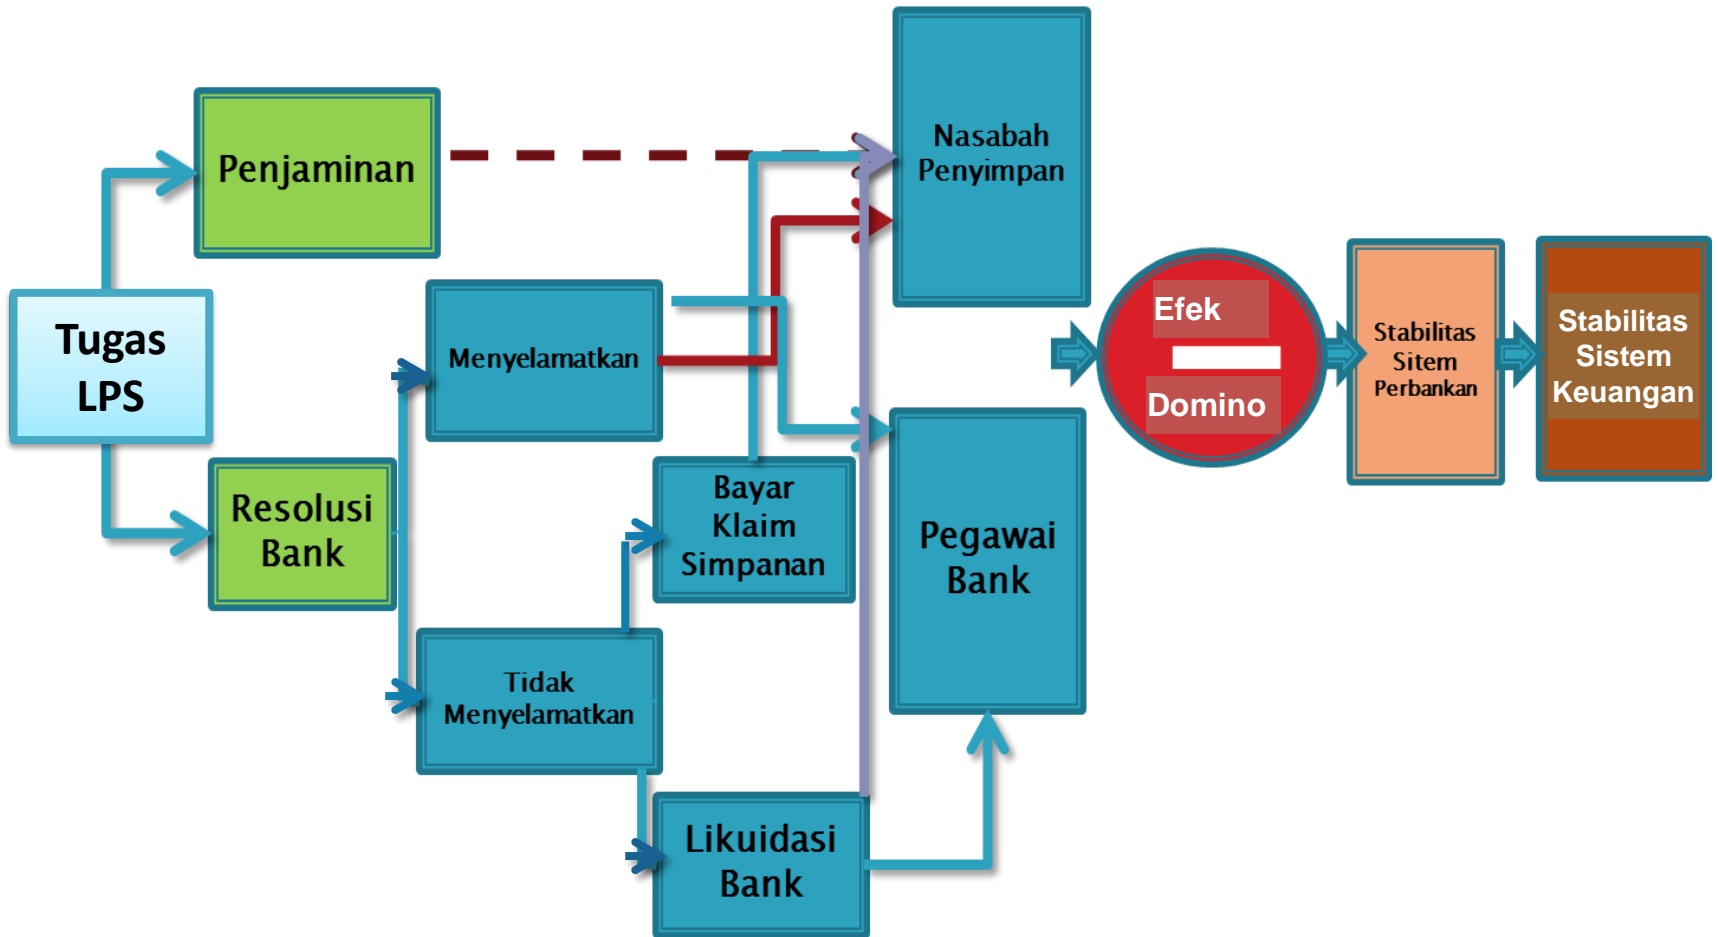 Tugas
LPS
Penjaminan
Resolusi
Bank
Menyelamatkan
Tidak
Menyelamatkan
Bayar
Klaim
Simpanan
Likuidasi
Bank
Nasabah
Penyimpan
Pegawai
Bank
Efek
Domino
Stabilitas
Sitem
Perbankan
Stabilitas
Sistem
Keuangan